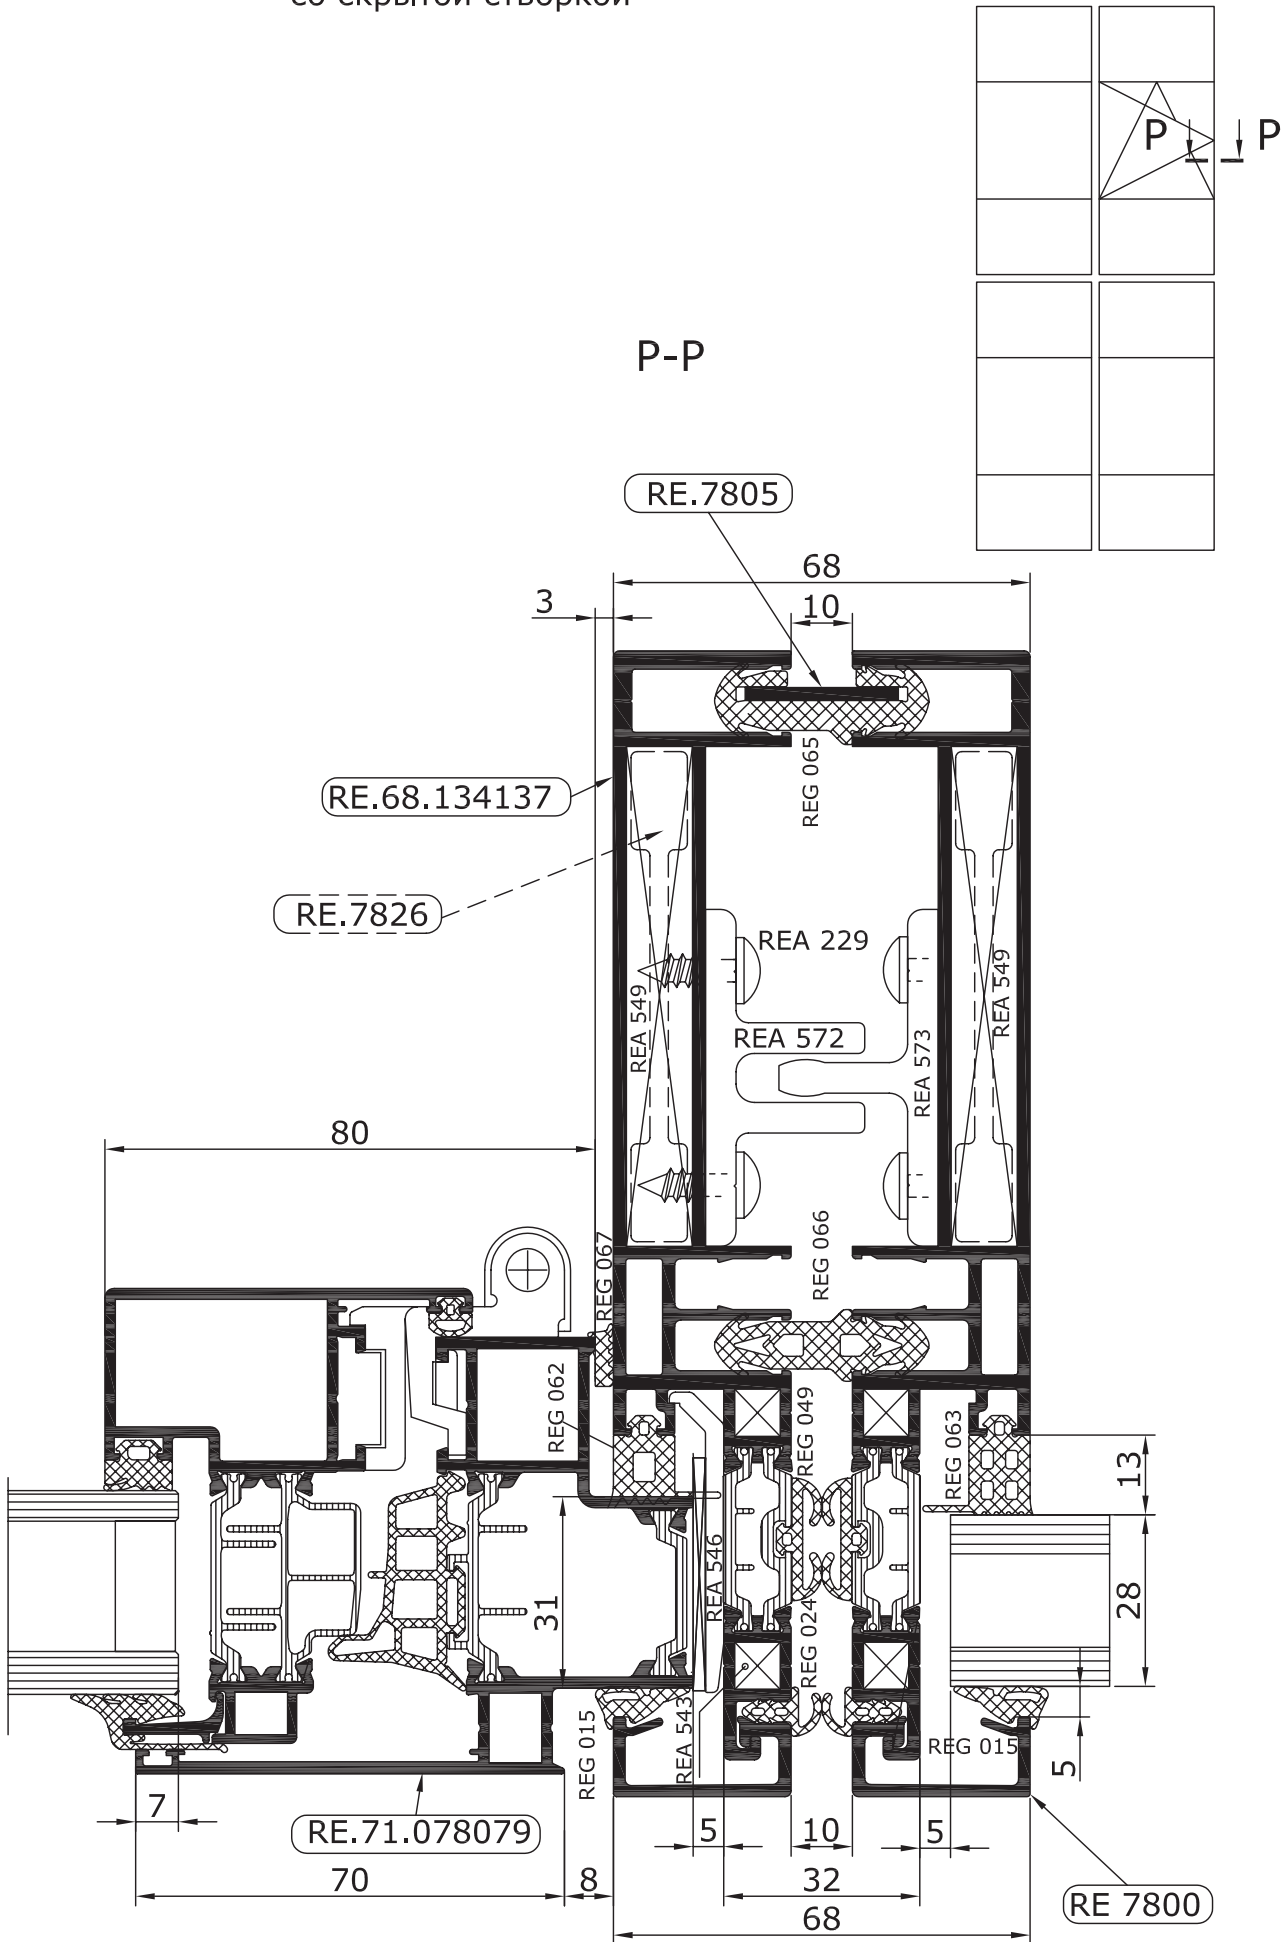 со скрытой створкой
P P
P-P
RE.7805
68
3
10
REG 065
RE.68.134137
RE.7826
REA 229
REA 549
REA 549
REA 572
REA 573
80
REG 067
REG 066
REG 062
REG 049
REG 063
13
31
REA 546
28
REG 024
REG 015
REA 543
REG 015
5
7
RE.71.078079
5
10
5
70
8
32
RE 7800
68